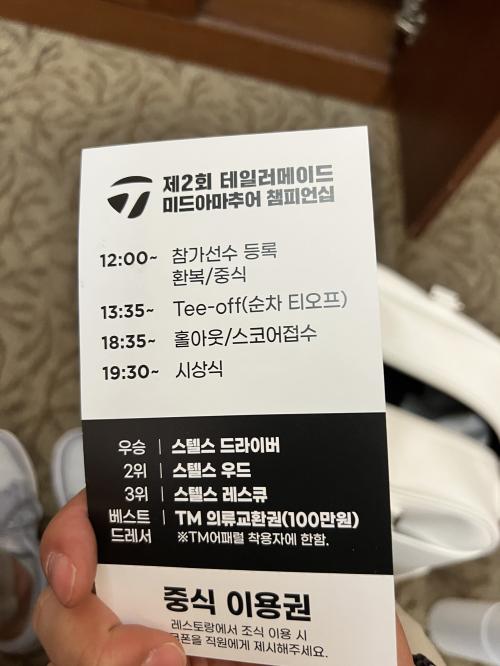 제2회 테일러메이드
미드아마추어 챔피언십
12:00~ 참가선수 등록
환복/중식
13:35~ Tee-off(순차 티오프)
18:35~ 홀아웃/스코어접수
19:30~ 시상식
우승 | 스텔스 드라이버
2위 | 스텔스 우드
3위 | 스텔스 레스큐
베스트 | TM 의류교환권(100만원)
드레서 ※TM어패럴 착용자에 한함.
중식 이용권
레스토랑에서 조식 이용 시
직원에게 제시해주세요.